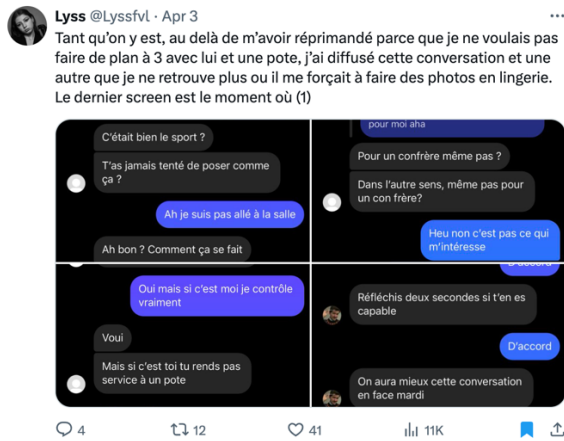 Lyss @Lyssfvl · Apr 3
Tant qu'on y est, au delà de m'avoir réprimandé parce que je ne voulais pas
faire de plan à 3 avec lui et une pote, j'ai diffusé cette conversation et une
autre que je ne retrouve plus ou il me forçait à faire des photos en lingerie.
Le dernier screen est le moment où (1)
C'était bien le sport ?
T'as jamais tenté de poser comme
ça ?
Ah je suis pas allé à la salle
Ah bon ? Comment ça se fait
pour moi aha
Pour un confrère même pas ?
Dans l'autre sens, même pas pour
un con frère?
Heu non c'est pas ce qui
m'intéresse
Oui mais si c'est moi je contrôle
vraiment
Voui
Mais si c'est toi tu rends pas
service à un pote
D'accord
Réfléchis deux secondes si t'en es
capable
D'accord
On aura mieux cette conversation
en face mardi
4
12
41
11K